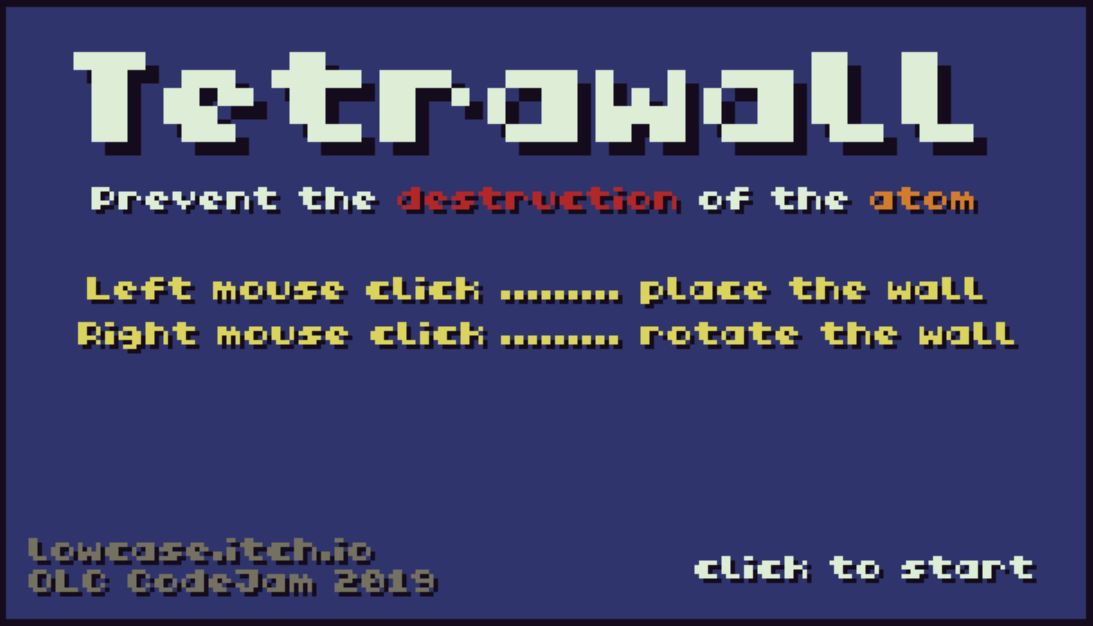 Tetrawall
Prevent the destruction of the atom
Left mouse click ......... place the wall
Right mouse click ......... rotate the wall
lowcase.itch.io
OLC CodeJam 2019
click to start